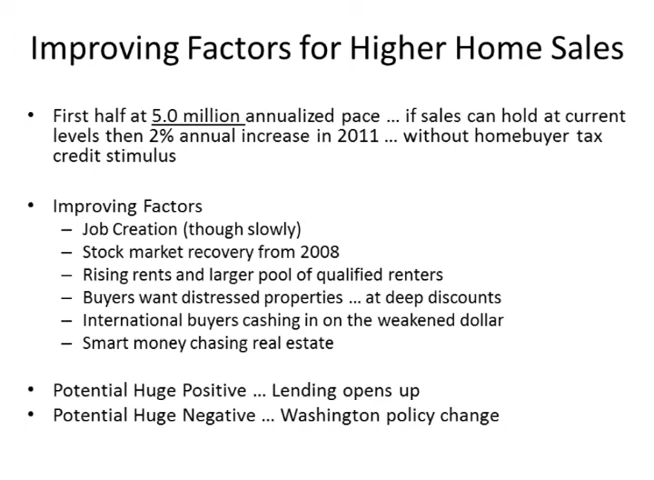 Improving Factors for Higher Home Sales
• First half at 5.0 million annualized pace … if sales can hold at current
levels then 2% annual increase in 2011 … without homebuyer tax
credit stimulus
• Improving Factors
– Job Creation (though slowly)
– Stock market recovery from 2008
– Rising rents and larger pool of qualified renters
– Buyers want distressed properties … at deep discounts
– International buyers cashing in on the weakened dollar
– Smart money chasing real estate
• Potential Huge Positive … Lending opens up
• Potential Huge Negative … Washington policy change